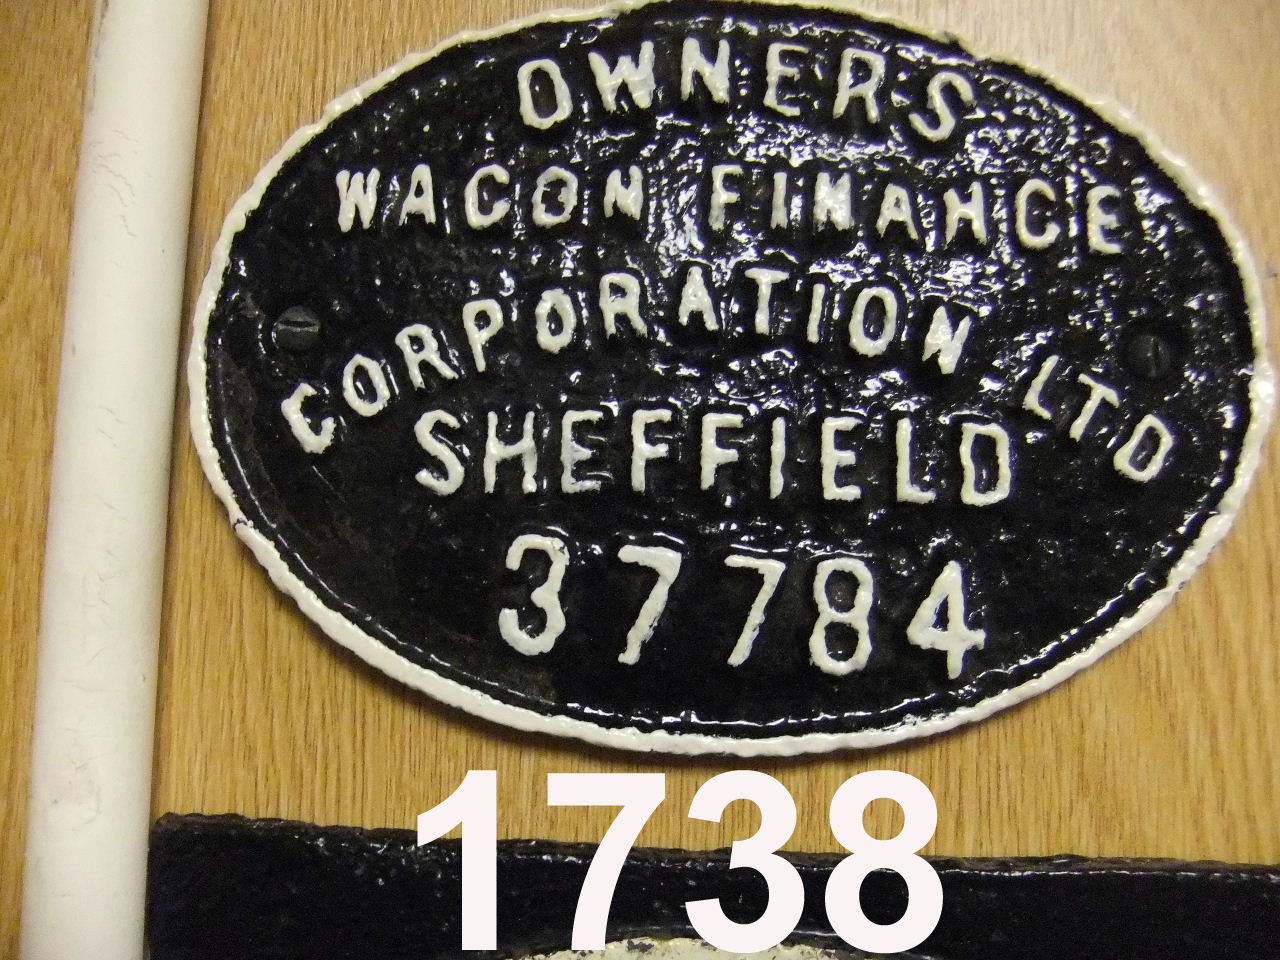 OWNERS
WAGON FINANCE
CORPORATION LTD
SHEFFIELD
37784
1738